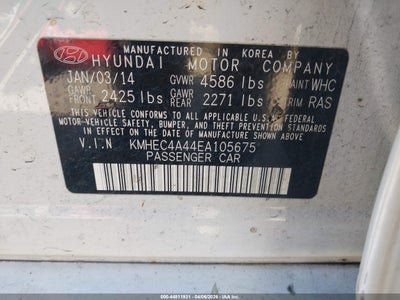 MANUFACTURED IN KOREA BY
HYUNDAI MOTOR COMPANY
JAN/03/14 GVWR 4586 lbs PAINT WHC
GAWR FRONT 2425 lbs GAWR REAR 2271 lbs TRIM RAS
THIS VEHICLE CONFORMS TO ALL APPLICABLE U.S FEDERAL
MOTOR VEHICLE SAFETY, BUMPER, AND THEFT PREVENTION STANDARDS
IN EFFECT ON THE DATE OF MANUFACTURE SHOWN ABOVE
V.I.N KMHEC4A44EA105675
PASSENGER CAR